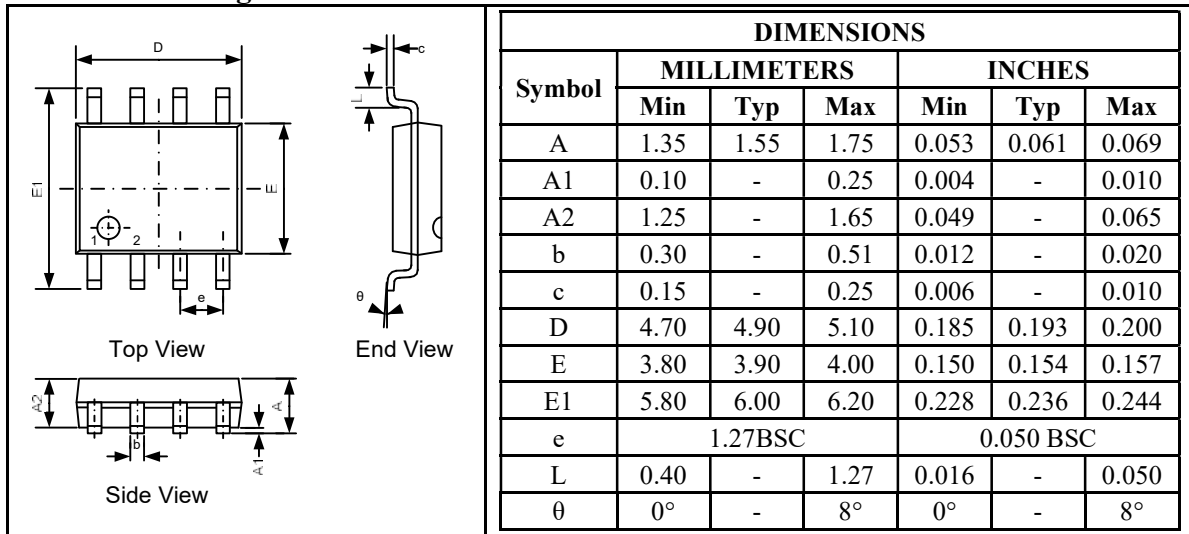 D
c
L
E1
E
1 2
e
θ
Top View
End View
A2
A
b
A1
Side View
DIMENSIONS
Symbol MILLIMETERS INCHES
Min Typ Max Min Typ Max
A 1.35 1.55 1.75 0.053 0.061 0.069
A1 0.10 - 0.25 0.004 - 0.010
A2 1.25 - 1.65 0.049 - 0.065
b 0.30 - 0.51 0.012 - 0.020
c 0.15 - 0.25 0.006 - 0.010
D 4.70 4.90 5.10 0.185 0.193 0.200
E 3.80 3.90 4.00 0.150 0.154 0.157
E1 5.80 6.00 6.20 0.228 0.236 0.244
e 1.27BSC 0.050 BSC
L 0.40 - 1.27 0.016 - 0.050
θ 0° - 8° 0° - 8°